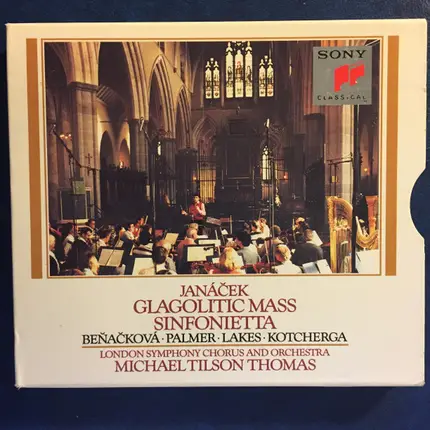 SONY
CLASSICAL
JANÁČEK
GLAGOLITIC MASS
SINFONIETTA
BEŇAČKOVÁ · PALMER · LAKES · KOTCHERGA
LONDON SYMPHONY CHORUS AND ORCHESTRA
MICHAEL TILSON THOMAS